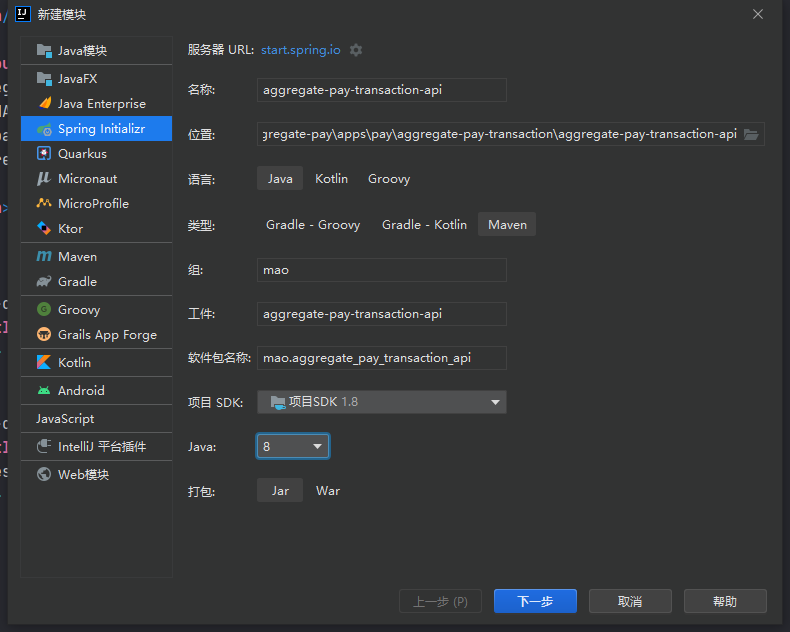 新建模块
Java模块
JavaFX
Java Enterprise
Spring Initializr
Quarkus
Micronaut
MicroProfile
Ktor
Maven
Gradle
Groovy
Grails App Forge
Kotlin
Android
JavaScript
IntelliJ 平台插件
Web模块
服务器 URL: start.spring.io
名称: aggregate-pay-transaction-api
位置: gregate-pay\apps\pay\aggregate-pay-transaction\aggregate-pay-transaction-api
语言: Java Kotlin Groovy
类型: Gradle - Groovy Gradle - Kotlin Maven
组: mao
工件: aggregate-pay-transaction-api
软件包名称: mao.aggregate_pay_transaction_api
项目 SDK: 项目SDK 1.8
Java: 8
打包: Jar War
上一步 (P) 下一步 取消 帮助